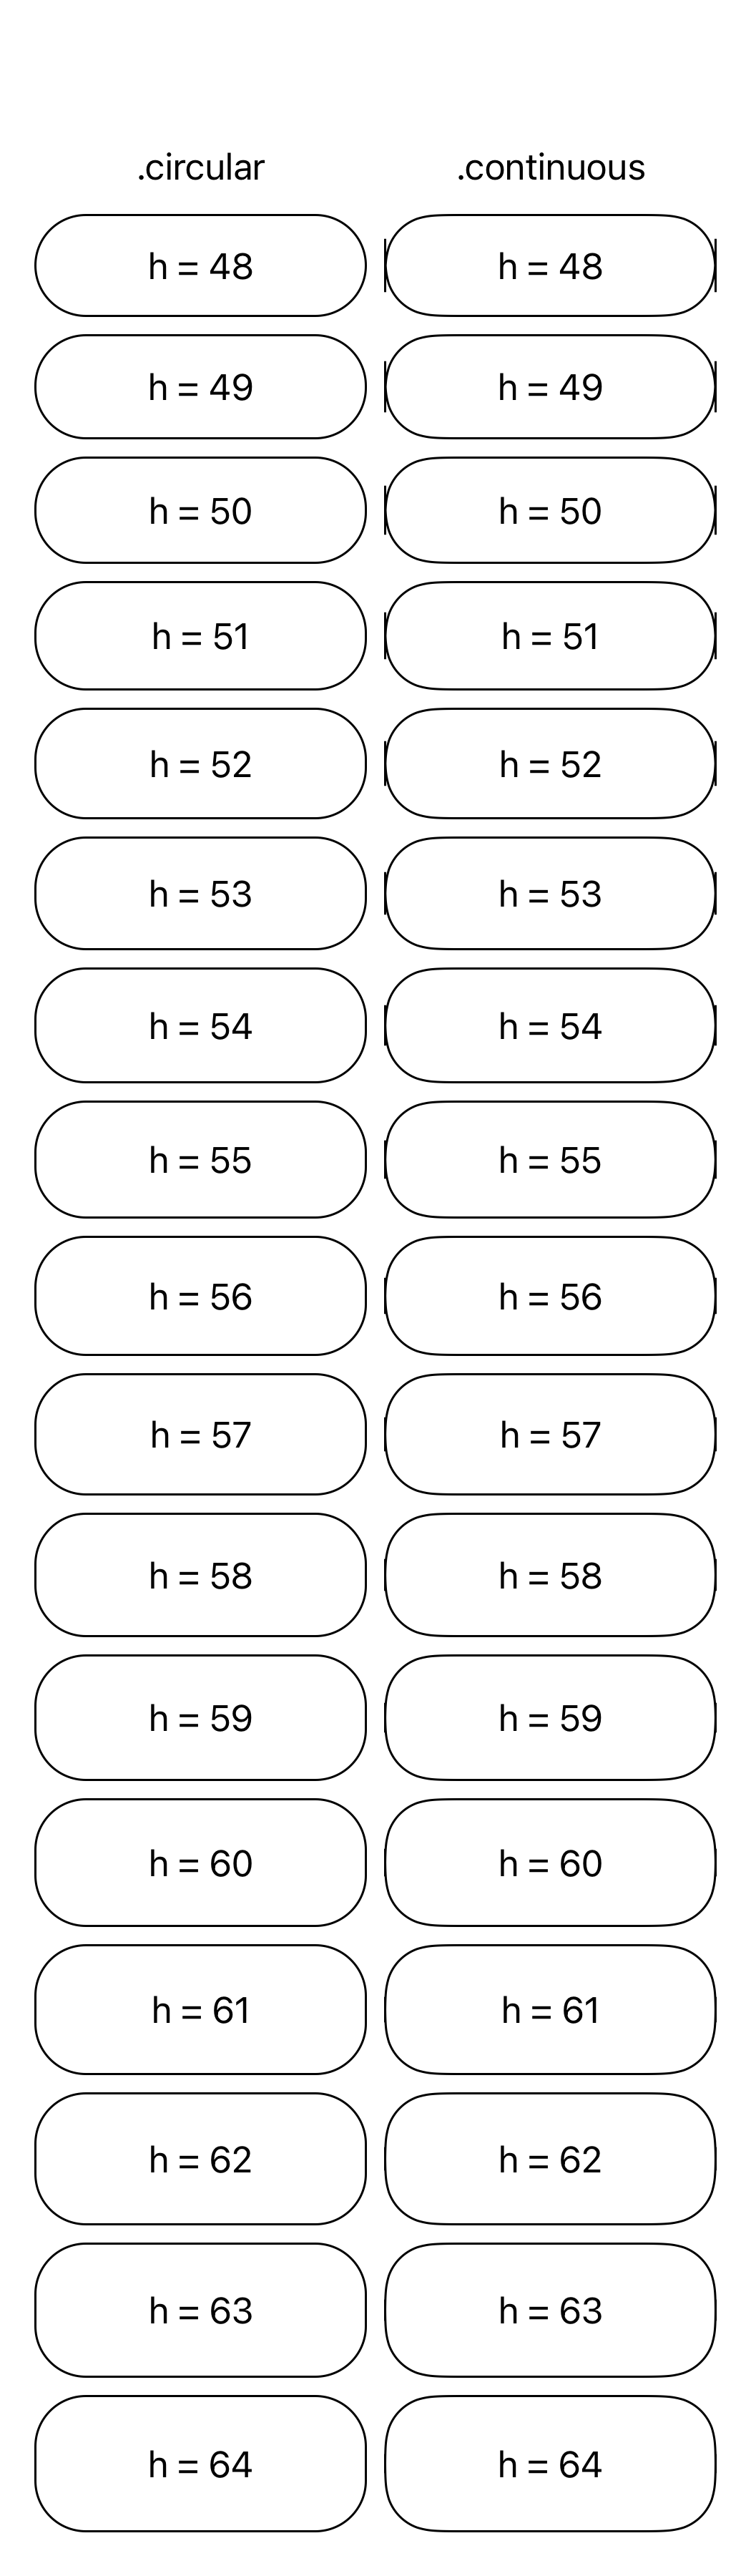 .circular .continuous
h = 48 h = 48
h = 49 h = 49
h = 50 h = 50
h = 51 h = 51
h = 52 h = 52
h = 53 h = 53
h = 54 h = 54
h = 55 h = 55
h = 56 h = 56
h = 57 h = 57
h = 58 h = 58
h = 59 h = 59
h = 60 h = 60
h = 61 h = 61
h = 62 h = 62
h = 63 h = 63
h = 64 h = 64